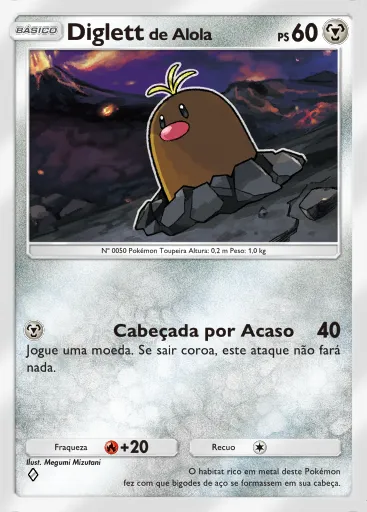 BÁSICO Diglett de Alola PS 60
Nº 0050 Pokémon Toupeira Altura: 0,2 m Peso: 1,0 kg
Cabeçada por Acaso 40
Jogue uma moeda. Se sair coroa, este ataque não fará
nada.
Fraqueza +20 Recuo
Ilust. Megumi Mizutani
O habitat rico em metal deste Pokémon
fez com que bigodes de aço se formassem em sua cabeça.